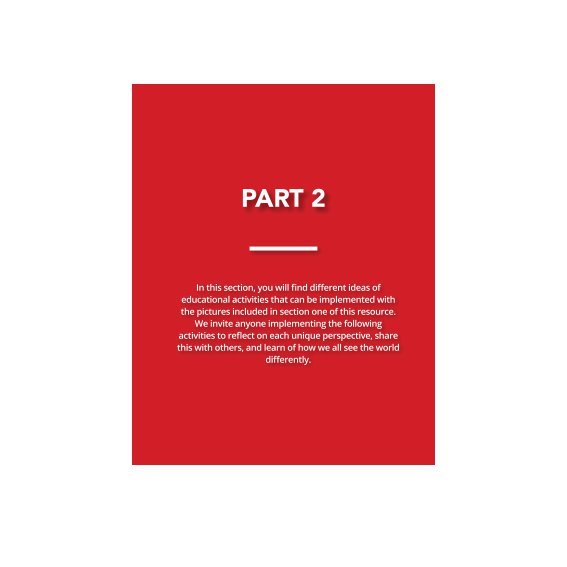 PART 2
In this section, you will find different ideas of
educational activities that can be implemented with
the pictures included in section one of this resource.
We invite anyone implementing the following
activities to reflect on each unique perspective, share
this with others, and learn of how we all see the world
differently.